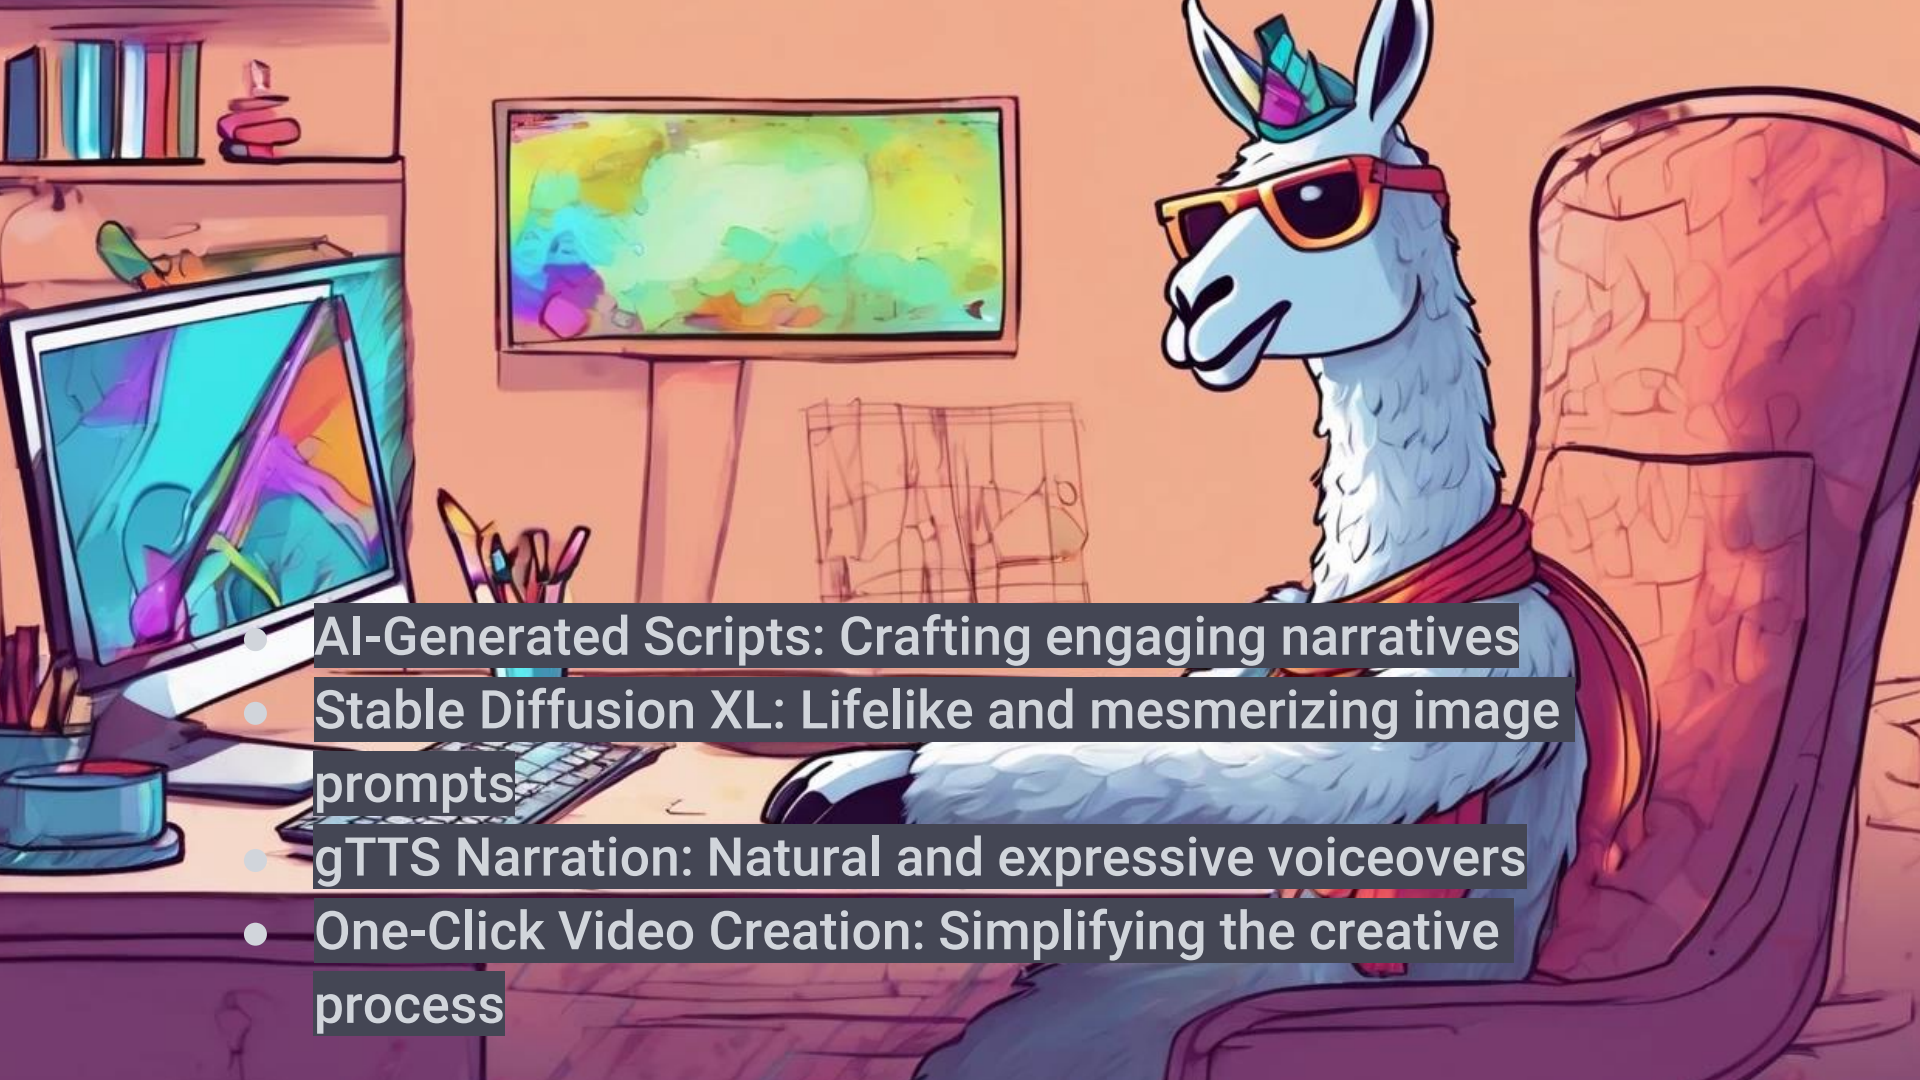 ● AI-Generated Scripts: Crafting engaging narratives
● Stable Diffusion XL: Lifelike and mesmerizing image
prompts
● gTTS Narration: Natural and expressive voiceovers
● One-Click Video Creation: Simplifying the creative
process